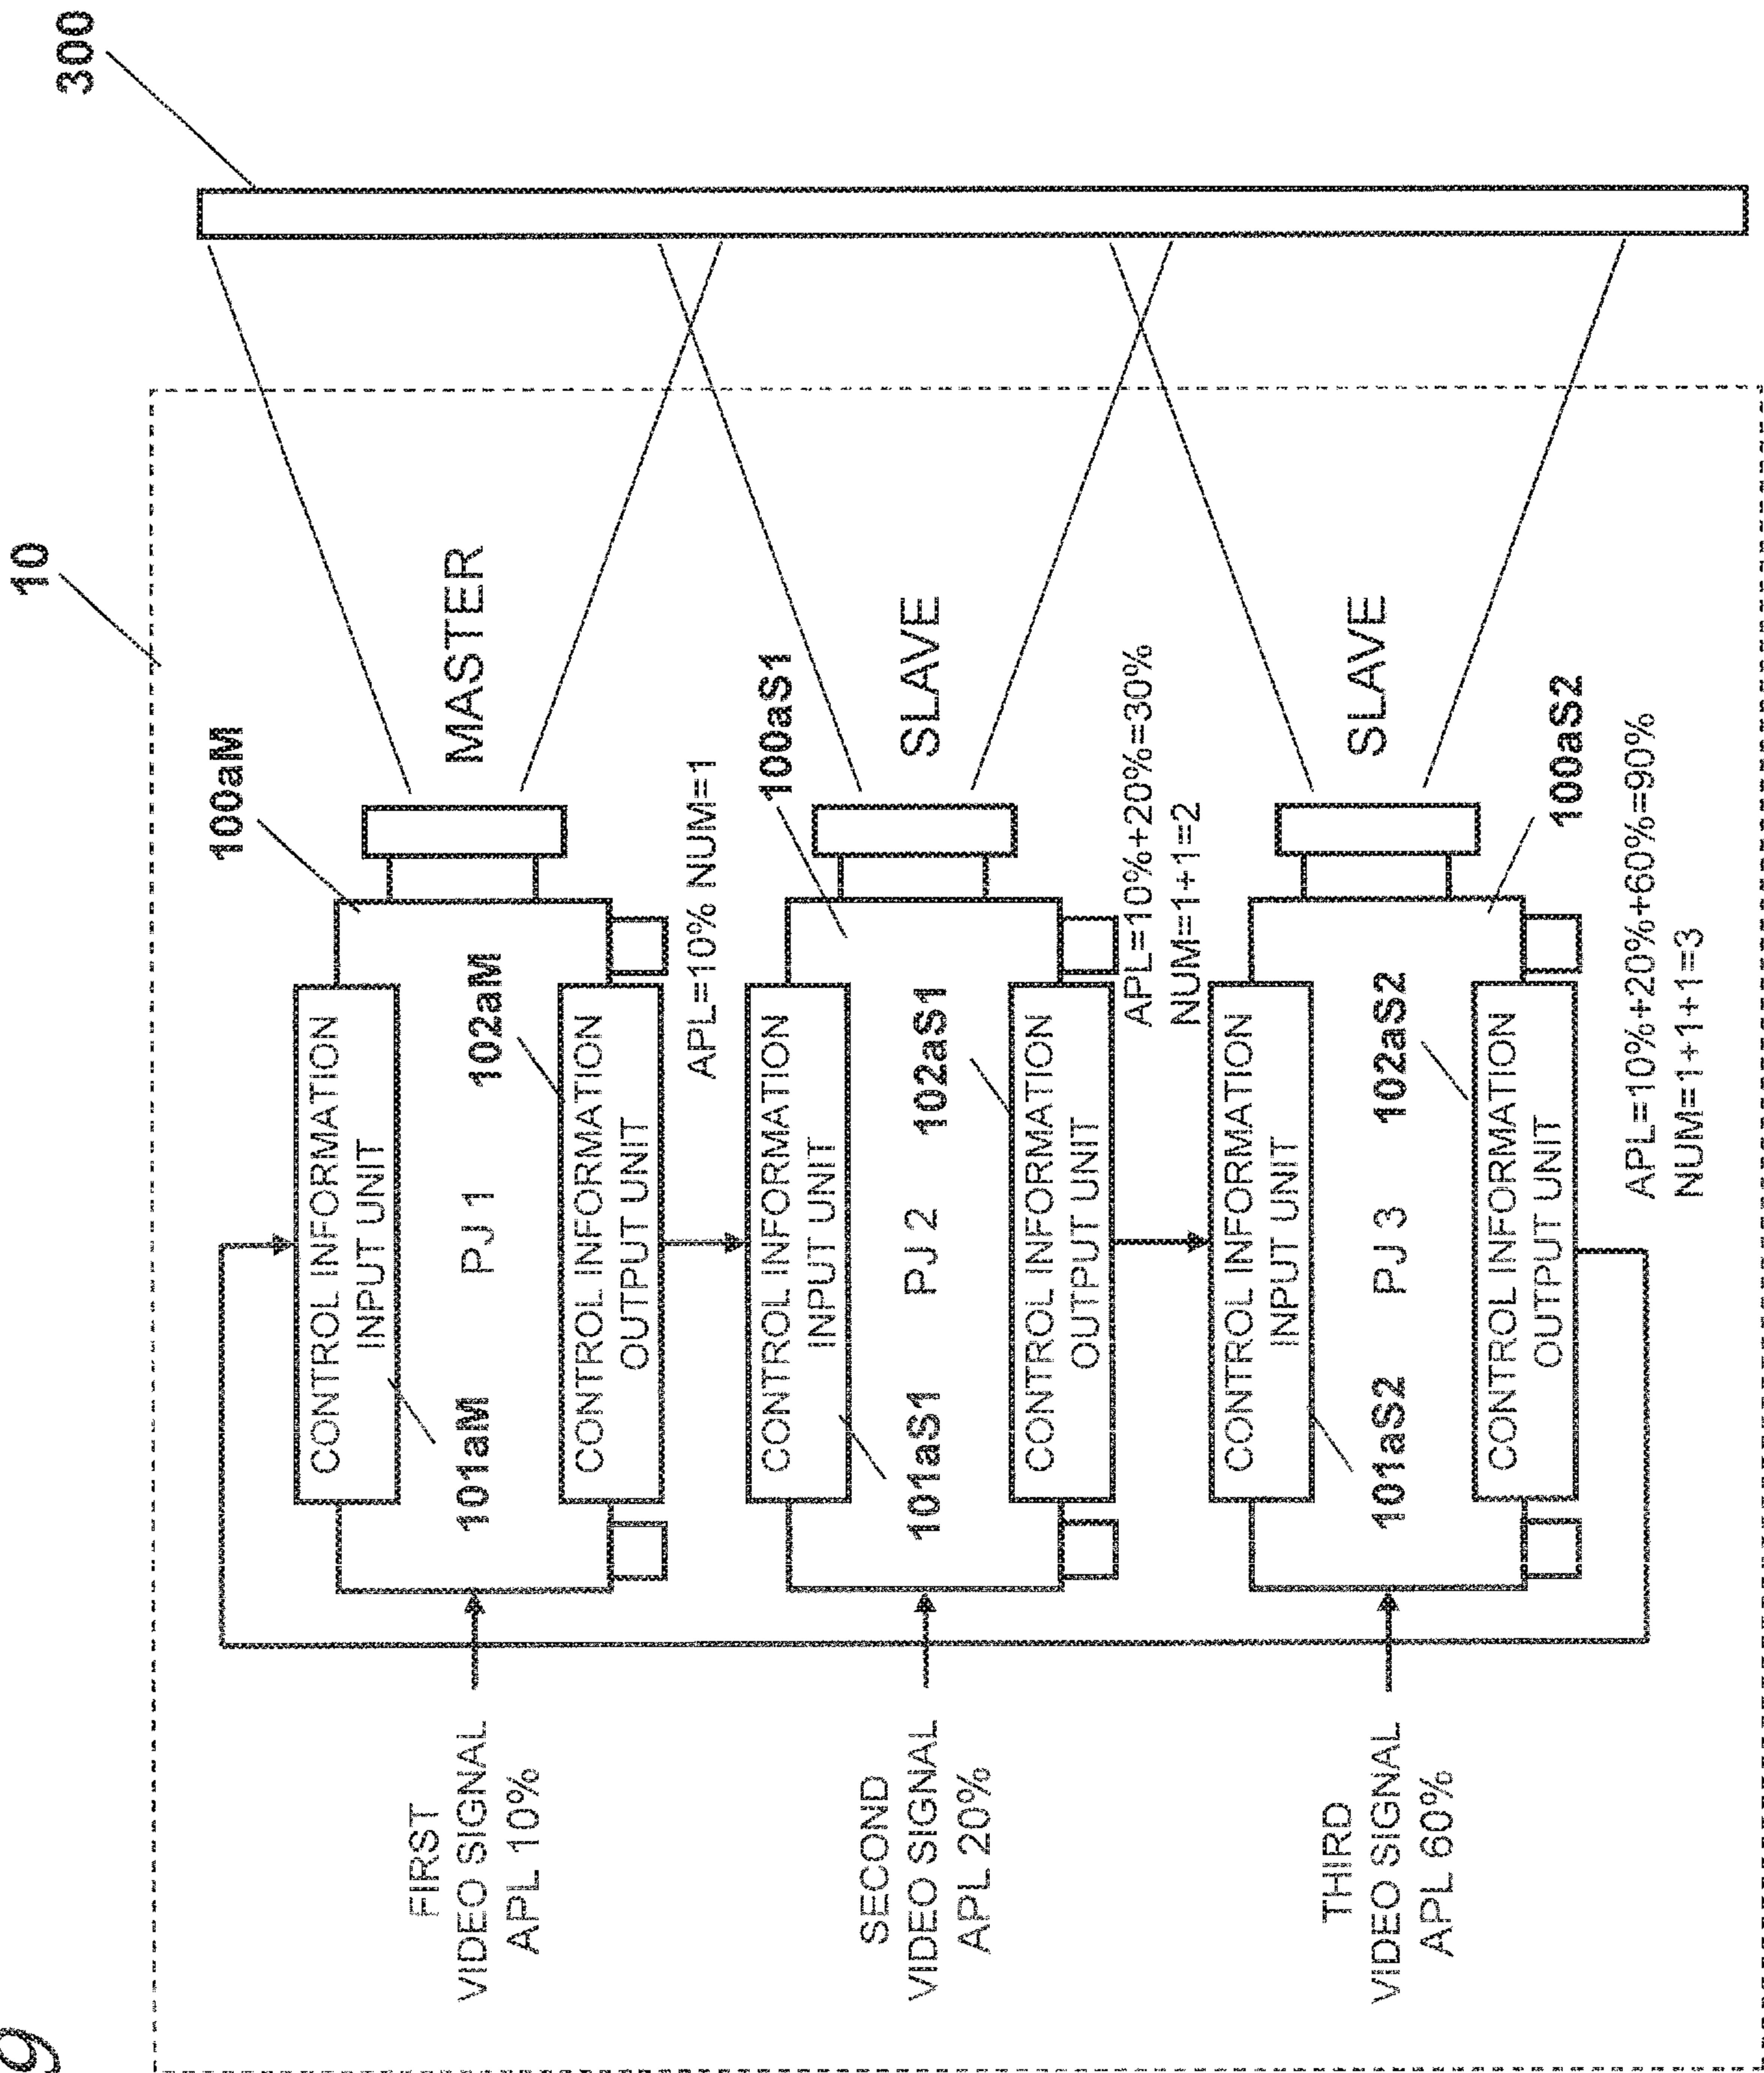 9
10
300
100aM
MASTER
CONTROL INFORMATION
INPUT UNIT
101aM
PJ 1
102aM
CONTROL INFORMATION
OUTPUT UNIT
FIRST
VIDEO SIGNAL
APL 10%
APL=10% NUM=1
100aS1
SLAVE
CONTROL INFORMATION
INPUT UNIT
101aS1
PJ 2
102aS1
CONTROL INFORMATION
OUTPUT UNIT
SECOND
VIDEO SIGNAL
APL 20%
APL=10%+20%=30%
NUM=1+1=2
SLAVE
100aS2
CONTROL INFORMATION
INPUT UNIT
101aS2
PJ 3
102aS2
CONTROL INFORMATION
OUTPUT UNIT
THIRD
VIDEO SIGNAL
APL 60%
APL=10%+20%+60%=90%
NUM=1+1+1=3